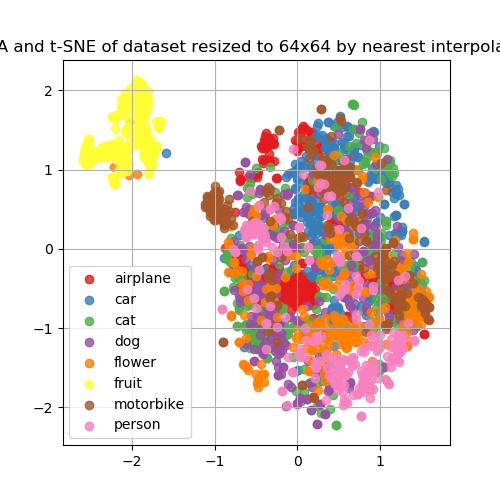 A and t-SNE of dataset resized to 64x64 by nearest interpola
2
1
0
−1
−2
airplane
car
cat
dog
flower
fruit
motorbike
person
−2 −1 0 1